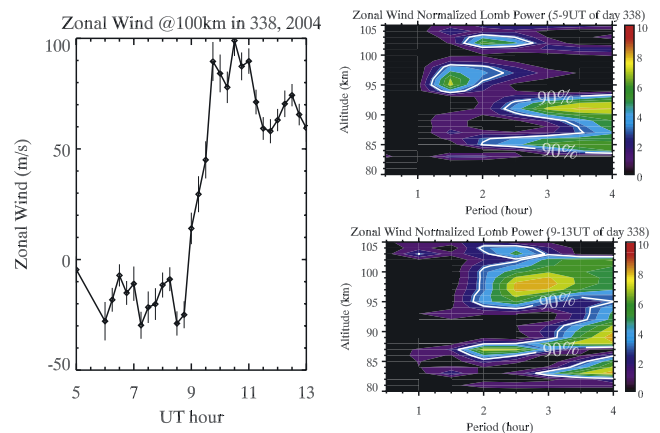 Zonal Wind @100km in 338, 2004
100
50
0
-50
Zonal Wind (m/s)
5 7 9 11 13
UT hour
Zonal Wind Normalized Lomb Power (5-9UT of day 338)
105
100
95
90
85
80
Altitude (km)
90%
90%
1 2 3 4
Period (hour)
10
8
6
4
2
0
Zonal Wind Normalized Lomb Power (9-13UT of day 338)
105
100
95
90
85
80
Altitude (km)
90%
90%
1 2 3 4
Period (hour)
10
8
6
4
2
0